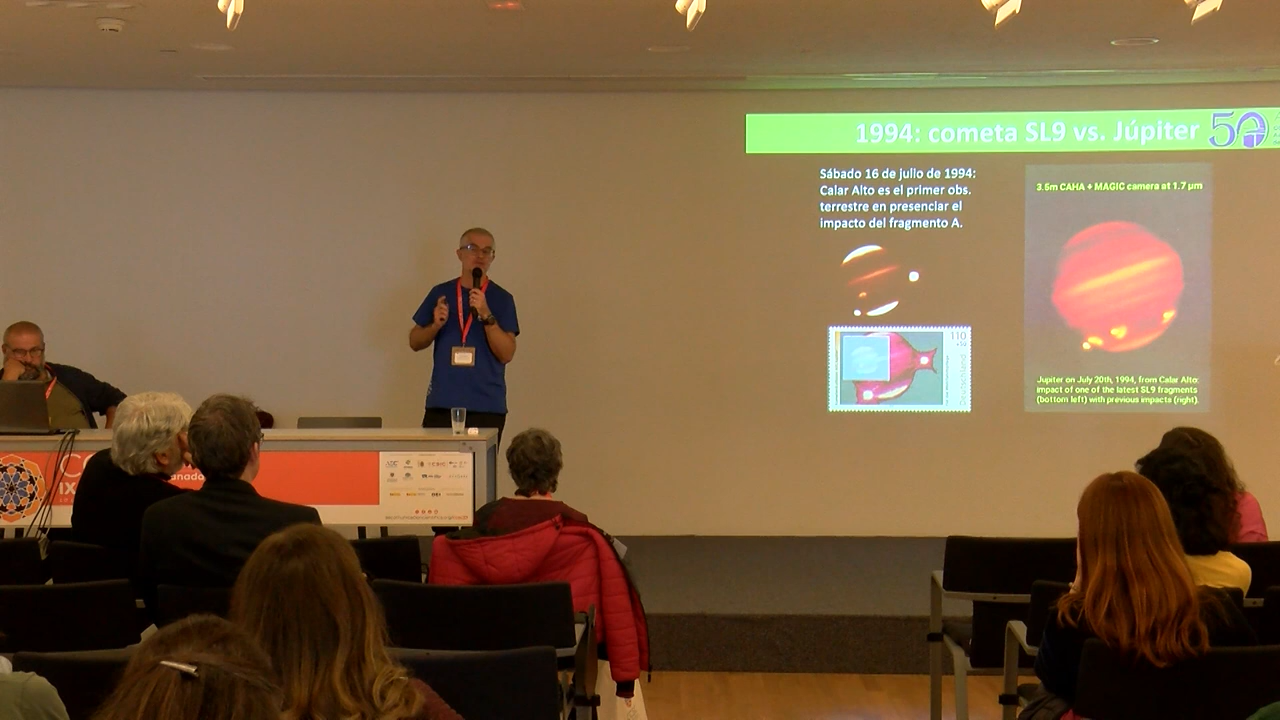 1994: cometa SL9 vs. Júpiter
50
Sábado 16 de julio de 1994:
Calar Alto es el primer obs.
terrestre en presenciar el
impacto del fragmento A.
3.5m CAHA + MAGIC camera at 1.7 µm
110
Deutschland
Jupiter on July 20th, 1994, from Calar Alto:
impact of one of the latest SL9 fragments
(bottom left) with previous impacts (right).